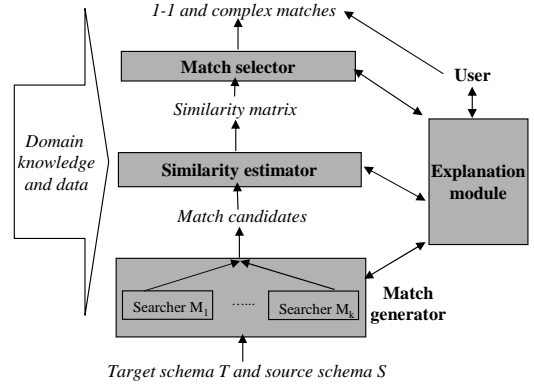 1-1 and complex matches
Match selector
User
Similarity matrix
Domain
knowledge
and data
Similarity estimator
Explanation
module
Match candidates
Searcher M1
......
Searcher Mk
Match
generator
Target schema T and source schema S